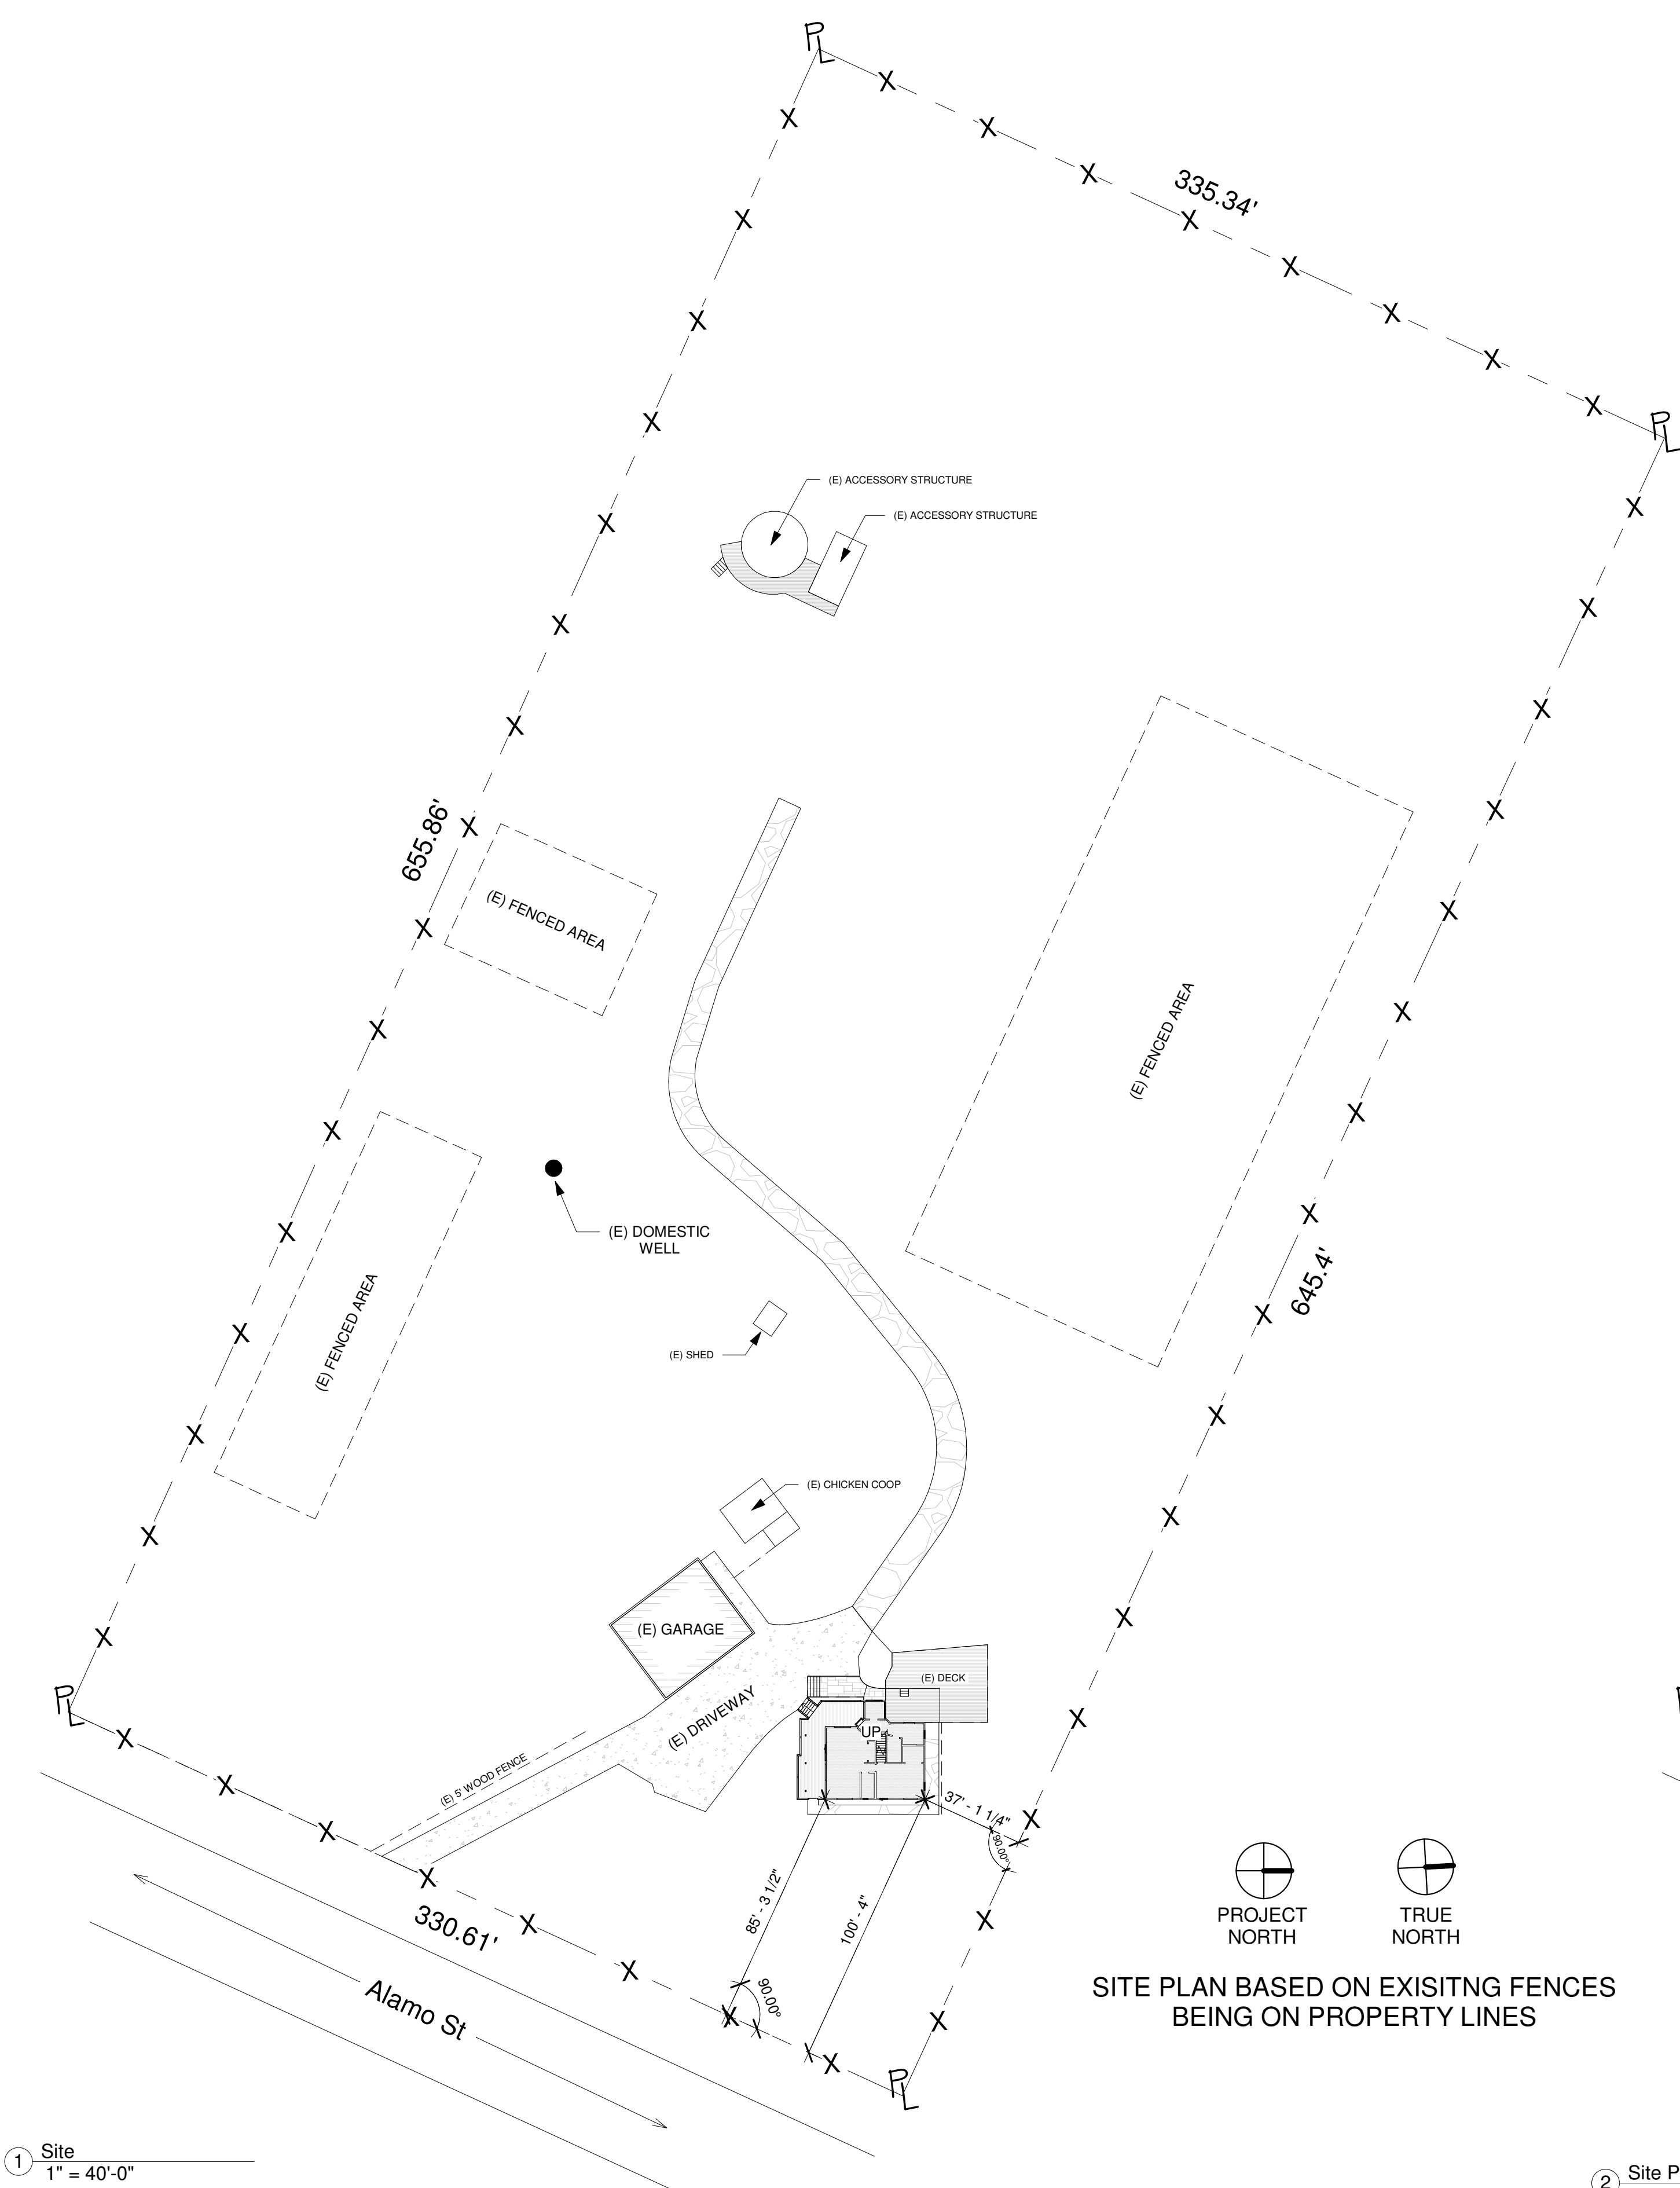 PL
335.34'
PL
(E) ACCESSORY STRUCTURE
(E) ACCESSORY STRUCTURE
655.86'
(E) FENCED AREA
(E) FENCED AREA
(E) DOMESTIC
WELL
645.4'
(E) FENCED AREA
(E) SHED
(E) CHICKEN COOP
(E) GARAGE
(E) DECK
PL
(E) DRIVEWAY
UP
(E) 5' WOOD FENCE
37' - 1 1/4"
90.00°
85' - 3 1/2"
100' - 4"
330.61'
90.00°
PROJECT
NORTH
TRUE
NORTH
SITE PLAN BASED ON EXISITNG FENCES
BEING ON PROPERTY LINES
Alamo St
PL
1
Site
1" = 40'-0"
2
Site P